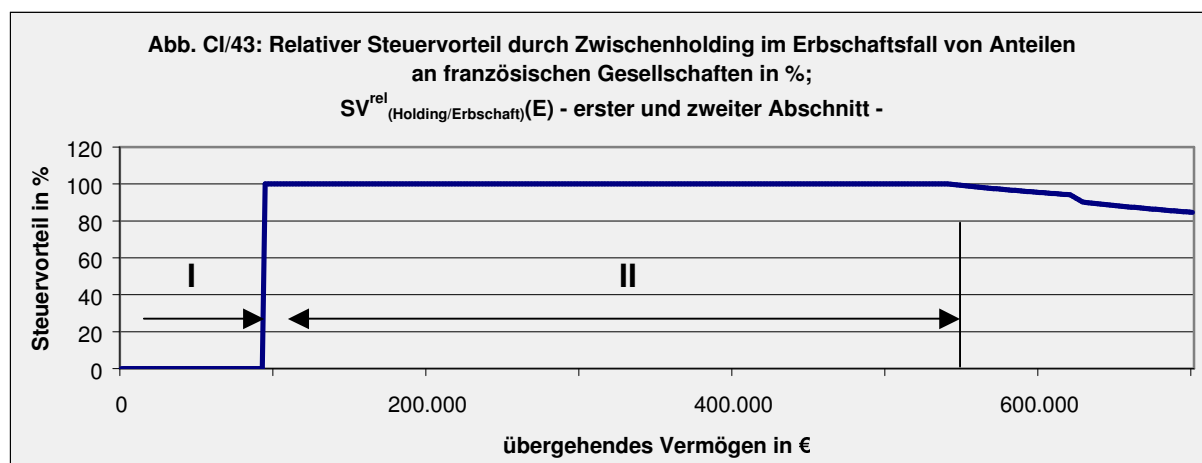 Abb. CI/43: Relativer Steuervorteil durch Zwischenholding im Erbschaftsfall von Anteilen
an französischen Gesellschaften in %;
SV^rel_(Holding/Erbschaft)(E) - erster und zweiter Abschnitt -
Steuervorteil in %
120
100
80
60
40
20
0
I
II
0
200.000
400.000
600.000
übergehendes Vermögen in €